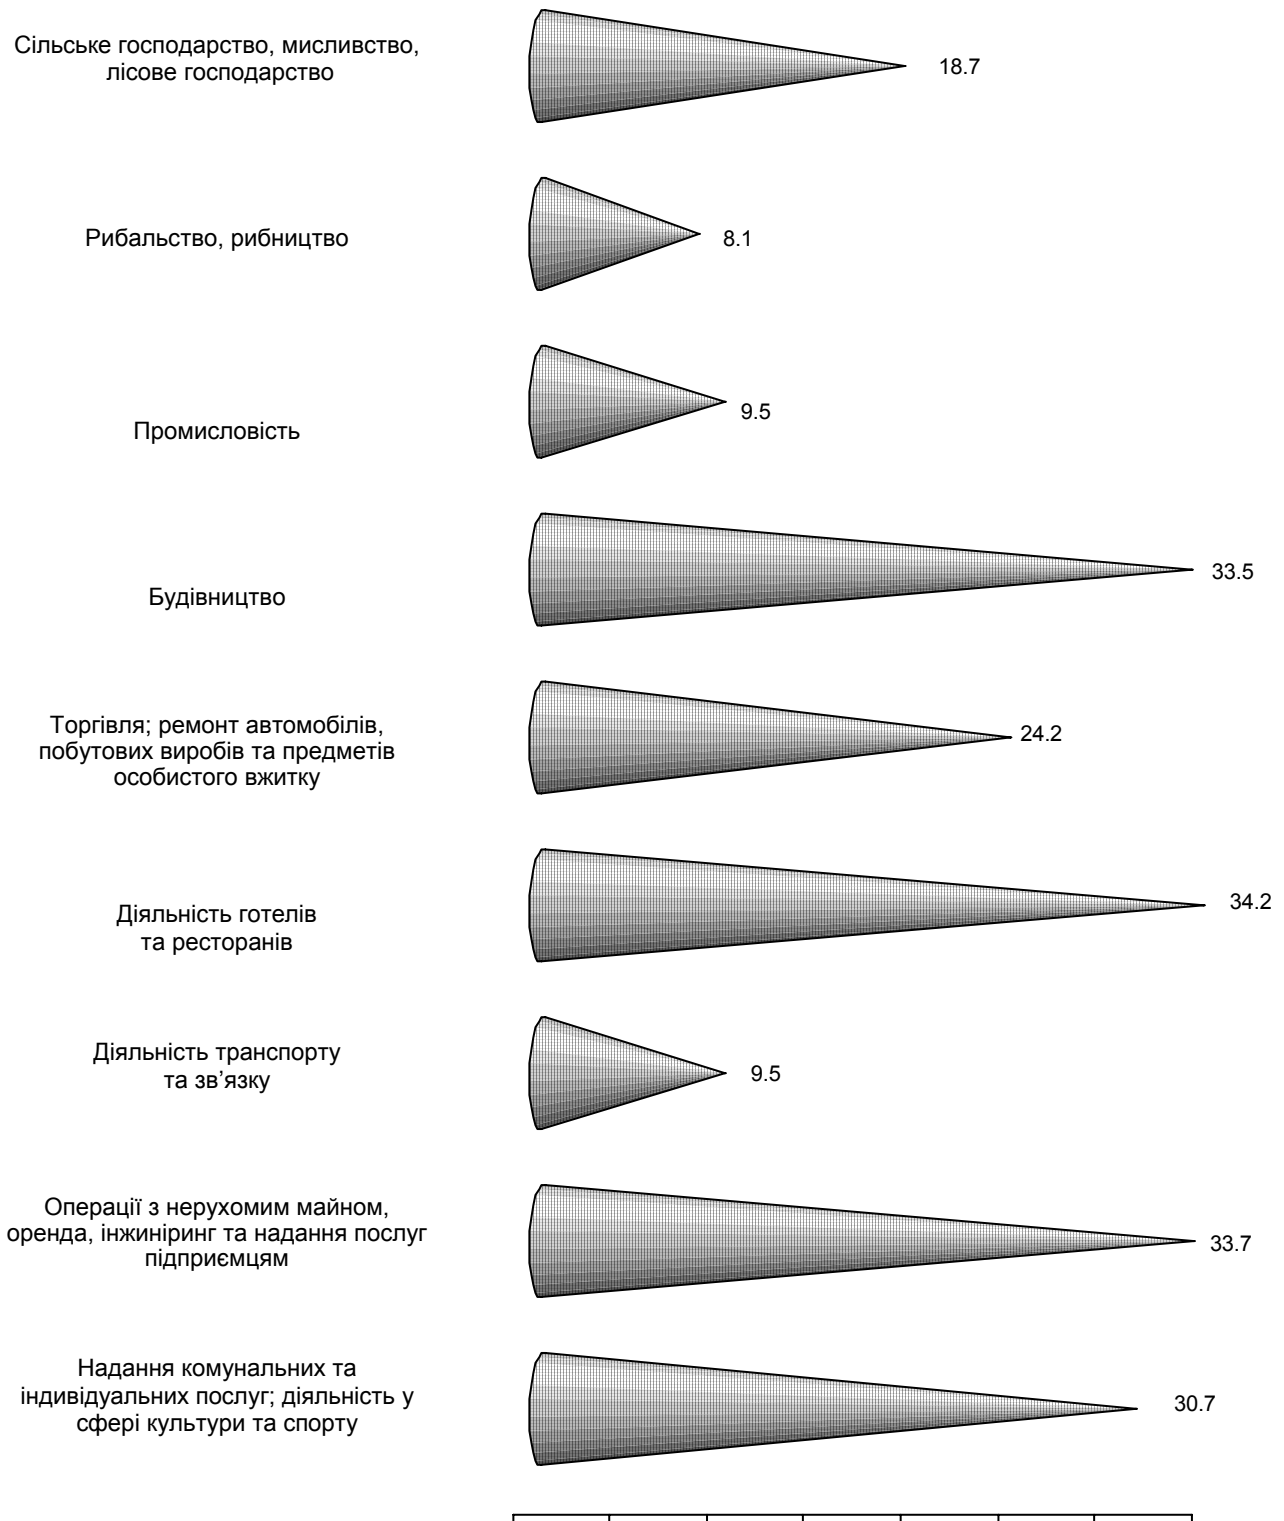 Сільське господарство, мисливство,
лісове господарство
18.7
Рибальство, рибництво
8.1
Промисловість
9.5
Будівництво
33.5
Торгівля; ремонт автомобілів,
побутових виробів та предметів
особистого вжитку
24.2
Діяльність готелів
та ресторанів
34.2
Діяльність транспорту
та зв’язку
9.5
Операції з нерухомим майном,
оренда, інжиніринг та надання послуг
підприємцям
33.7
Надання комунальних та
індивідуальних послуг; діяльність у
сфері культури та спорту
30.7